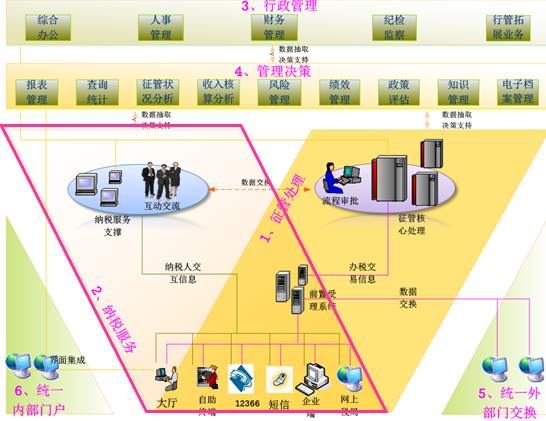 3、行政管理
综合
办公
人事
管理
财务
管理
纪检
监察
行管拓
展业务
数据抽取
决策支持
4、管理决策
报表
管理
查询
统计
征管状
况分析
收入核
算分析
风险
管理
绩效
管理
政策
评估
知识
管理
电子档
案管理
数据抽取
决策支持
数据抽取
决策支持
纳税服务
支撑
互动交流
数据交换
流程审批
征管核
心处理
1、征管处理
2、纳税服务
纳税人交
互信息
办税交
易信息
前置受
理系统
数据
交换
界面集成
6、统一
内部门户
5、统一外
部门交换
大厅
自助
终端
12366
短信
企业
端
网上
税局